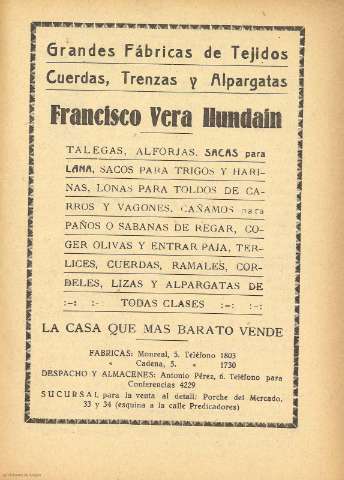 Grandes Fábricas de Tejidos
Cuerdas, Trenzas y Alpargatas
Francisco Vera Ilundain
TALEGAS, ALFORJAS, SACAS para
LANA, SACOS PARA TRIGOS Y HARI-
NAS, LONAS PARA TOLDOS DE CA-
RROS Y VAGONES, CAÑAMOS para
PAÑOS O SABANAS DE REGAR, CO-
GER OLIVAS Y ENTRAR PAJA, TER-
LICES, CUERDAS, RAMALES, COR-
DELES, LIZAS Y ALPARGATAS DE
:-: :- TODAS CLASES :=: :-:
LA CASA QUE MAS BARATO VENDE
FABRICAS: Monreal, 5. Teléfono 1803
« Cadena, 5. » 1730
DESPACHO Y ALMACENES: Antonio Pérez, 6. Teléfono para
Conferencias 4229
SUCURSAL para la venta al detall: Porche del Mercado,
33 y 34 (esquina a la calle Predicadores)